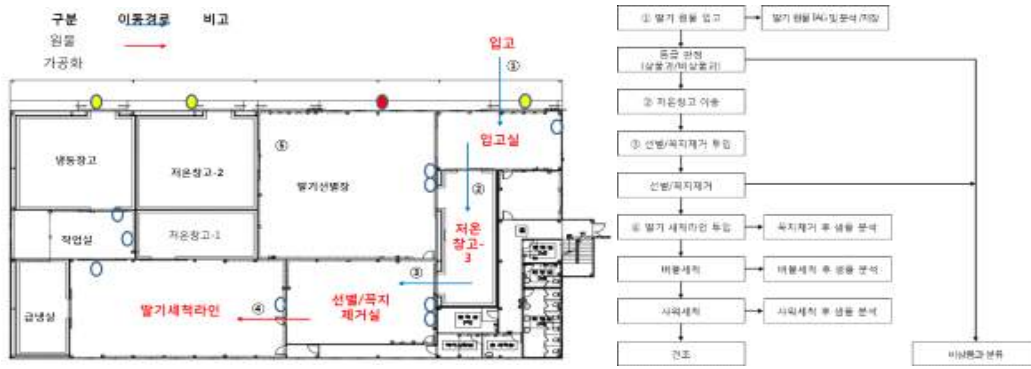 구분 이동경로 비고
원물
가공화
입고
①
입고실
냉동창고
저온창고-2
⑤
딸기선별장
②
저온
창고-
3
작업실
저온창고-1
③
급냉실
딸기세척라인
④
선별/꼭지
제거실
① 딸기 원물 입고
딸기 원물 TAG 및 분석 /저장
등급 판정
(상품과/비상품과)
② 저온창고 이송
③ 선별/꼭지제거 투입
선별/꼭지제거
④ 딸기 세척라인 투입
꼭지제거 후 샘플 분석
버블세척
버블세척 후 샘플 분석
샤워세척
샤워세척 후 샘플 분석
건조
비상품과 분류